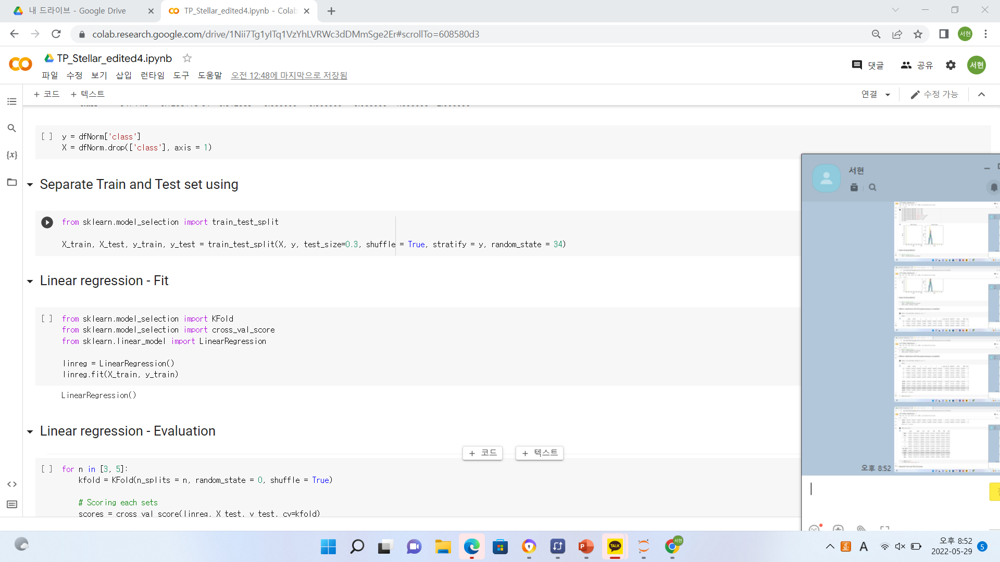 내 드라이브 - Google Drive
TP_Stellar_edited4.ipynb - Colab
colab.research.google.com/drive/1Nii7Tg1yITq1VzYhLVRWc3dDMmSge2Er#scrollTo=608580d3
서현
TP_Stellar_edited4.ipynb
댓글
공유
서현
파일 수정 보기 삽입 런타임 도구 도움말 오전 12:48에 마지막으로 저장됨
+ 코드 + 텍스트
연결
수정 가능
[ ] y = dfNorm['class']
X = dfNorm.drop(['class'], axis = 1)
Separate Train and Test set using
from sklearn.model_selection import train_test_split
X_train, X_test, y_train, y_test = train_test_split(X, y, test_size=0.3, shuffle = True, stratify = y, random_state = 34)
Linear regression - Fit
[ ] from sklearn.model_selection import KFold
from sklearn.model_selection import cross_val_score
from sklearn.linear_model import LinearRegression
linreg = LinearRegression()
linreg.fit(X_train, y_train)
LinearRegression()
Linear regression - Evaluation
+ 코드 + 텍스트
[ ] for n in [3, 5]:
kfold = KFold(n_splits = n, random_state = 0, shuffle = True)
# Scoring each sets
scores = cross_val_score(linreg, X_test, y_test, cv=kfold)
서현
오후 8:52
TALK
서현
A
오후 8:52
2022-05-29
5